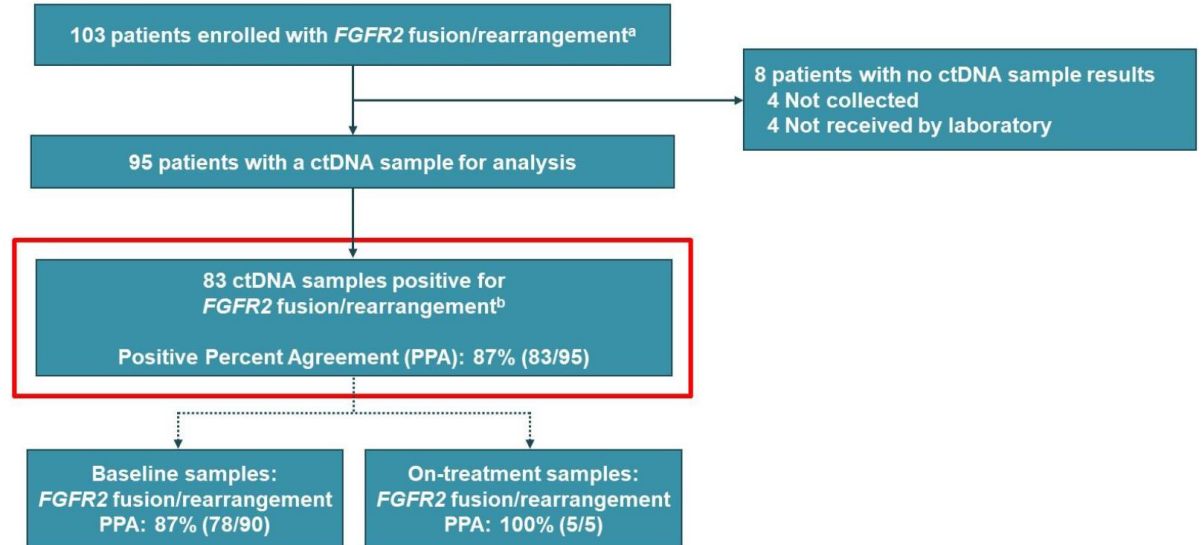 103 patients enrolled with FGFR2 fusion/rearrangementᵃ
8 patients with no ctDNA sample results
4 Not collected
4 Not received by laboratory
95 patients with a ctDNA sample for analysis
83 ctDNA samples positive for
FGFR2 fusion/rearrangementᵇ
Positive Percent Agreement (PPA): 87% (83/95)
Baseline samples:
FGFR2 fusion/rearrangement
PPA: 87% (78/90)
On-treatment samples:
FGFR2 fusion/rearrangement
PPA: 100% (5/5)